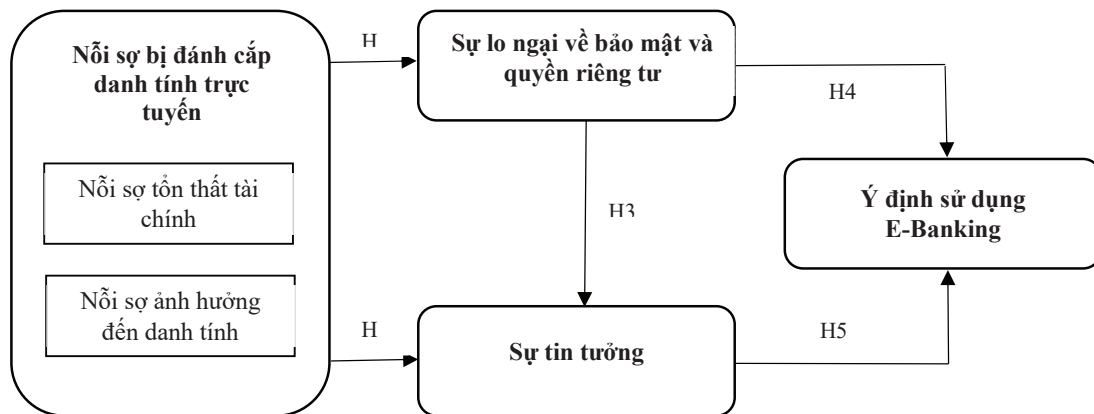 Nỗi sợ bị đánh cắp
danh tính trực
tuyến
Nỗi sợ tổn thất tài
chính
Nỗi sợ ảnh hưởng
đến danh tính
H
H
Sự lo ngại về bảo mật và
quyền riêng tư
H3
Sự tin tưởng
H4
H5
Ý định sử dụng
E-Banking